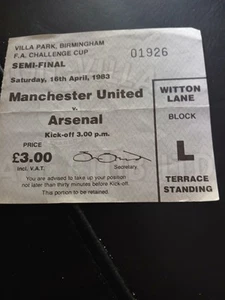 VILLA PARK, BIRMINGHAM
F.A. CHALLENGE CUP
01926
SEMI-FINAL
Saturday, 16th April, 1983
Manchester United
v.
Arsenal
Kick-off 3.00 p.m.
PRICE
£3.00
incl. V.A.T.
Secretary
You are advised to take up your position
not later than thirty minutes before Kick-off.
This portion to be retained.
WITTON
LANE
BLOCK
L
TERRACE
STANDING